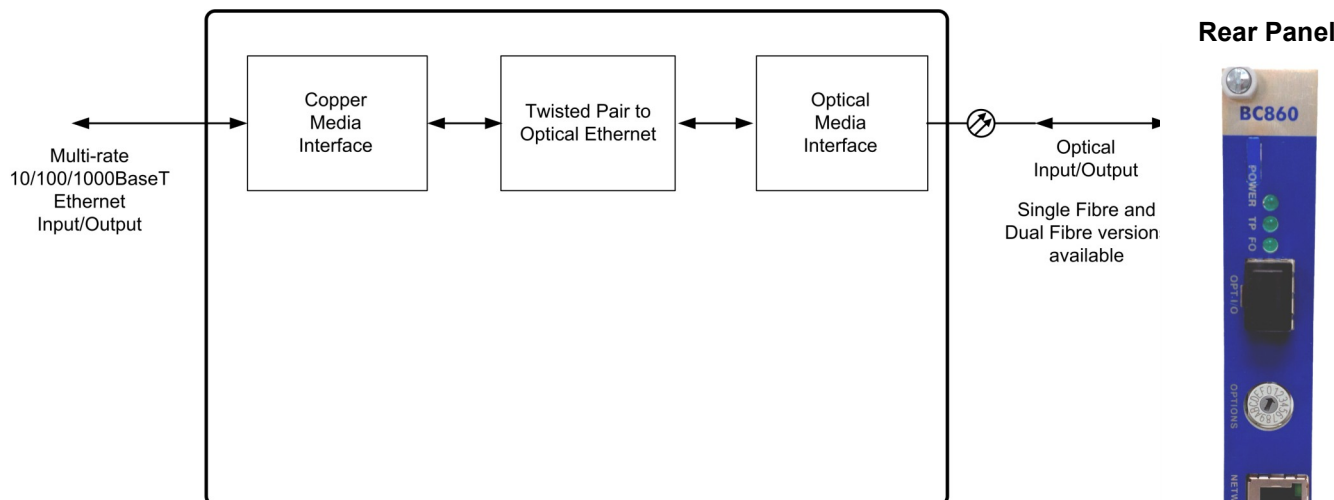 Rear Panel
Copper
Media
Interface
Twisted Pair to
Optical Ethernet
Optical
Media
Interface
Multi-rate
10/100/1000BaseT
Ethernet
Input/Output
Optical
Input/Output
Single Fibre and
Dual Fibre version
available
BC860
POWER
TP
FO
OPT-I/O
OPTIONS
NETW